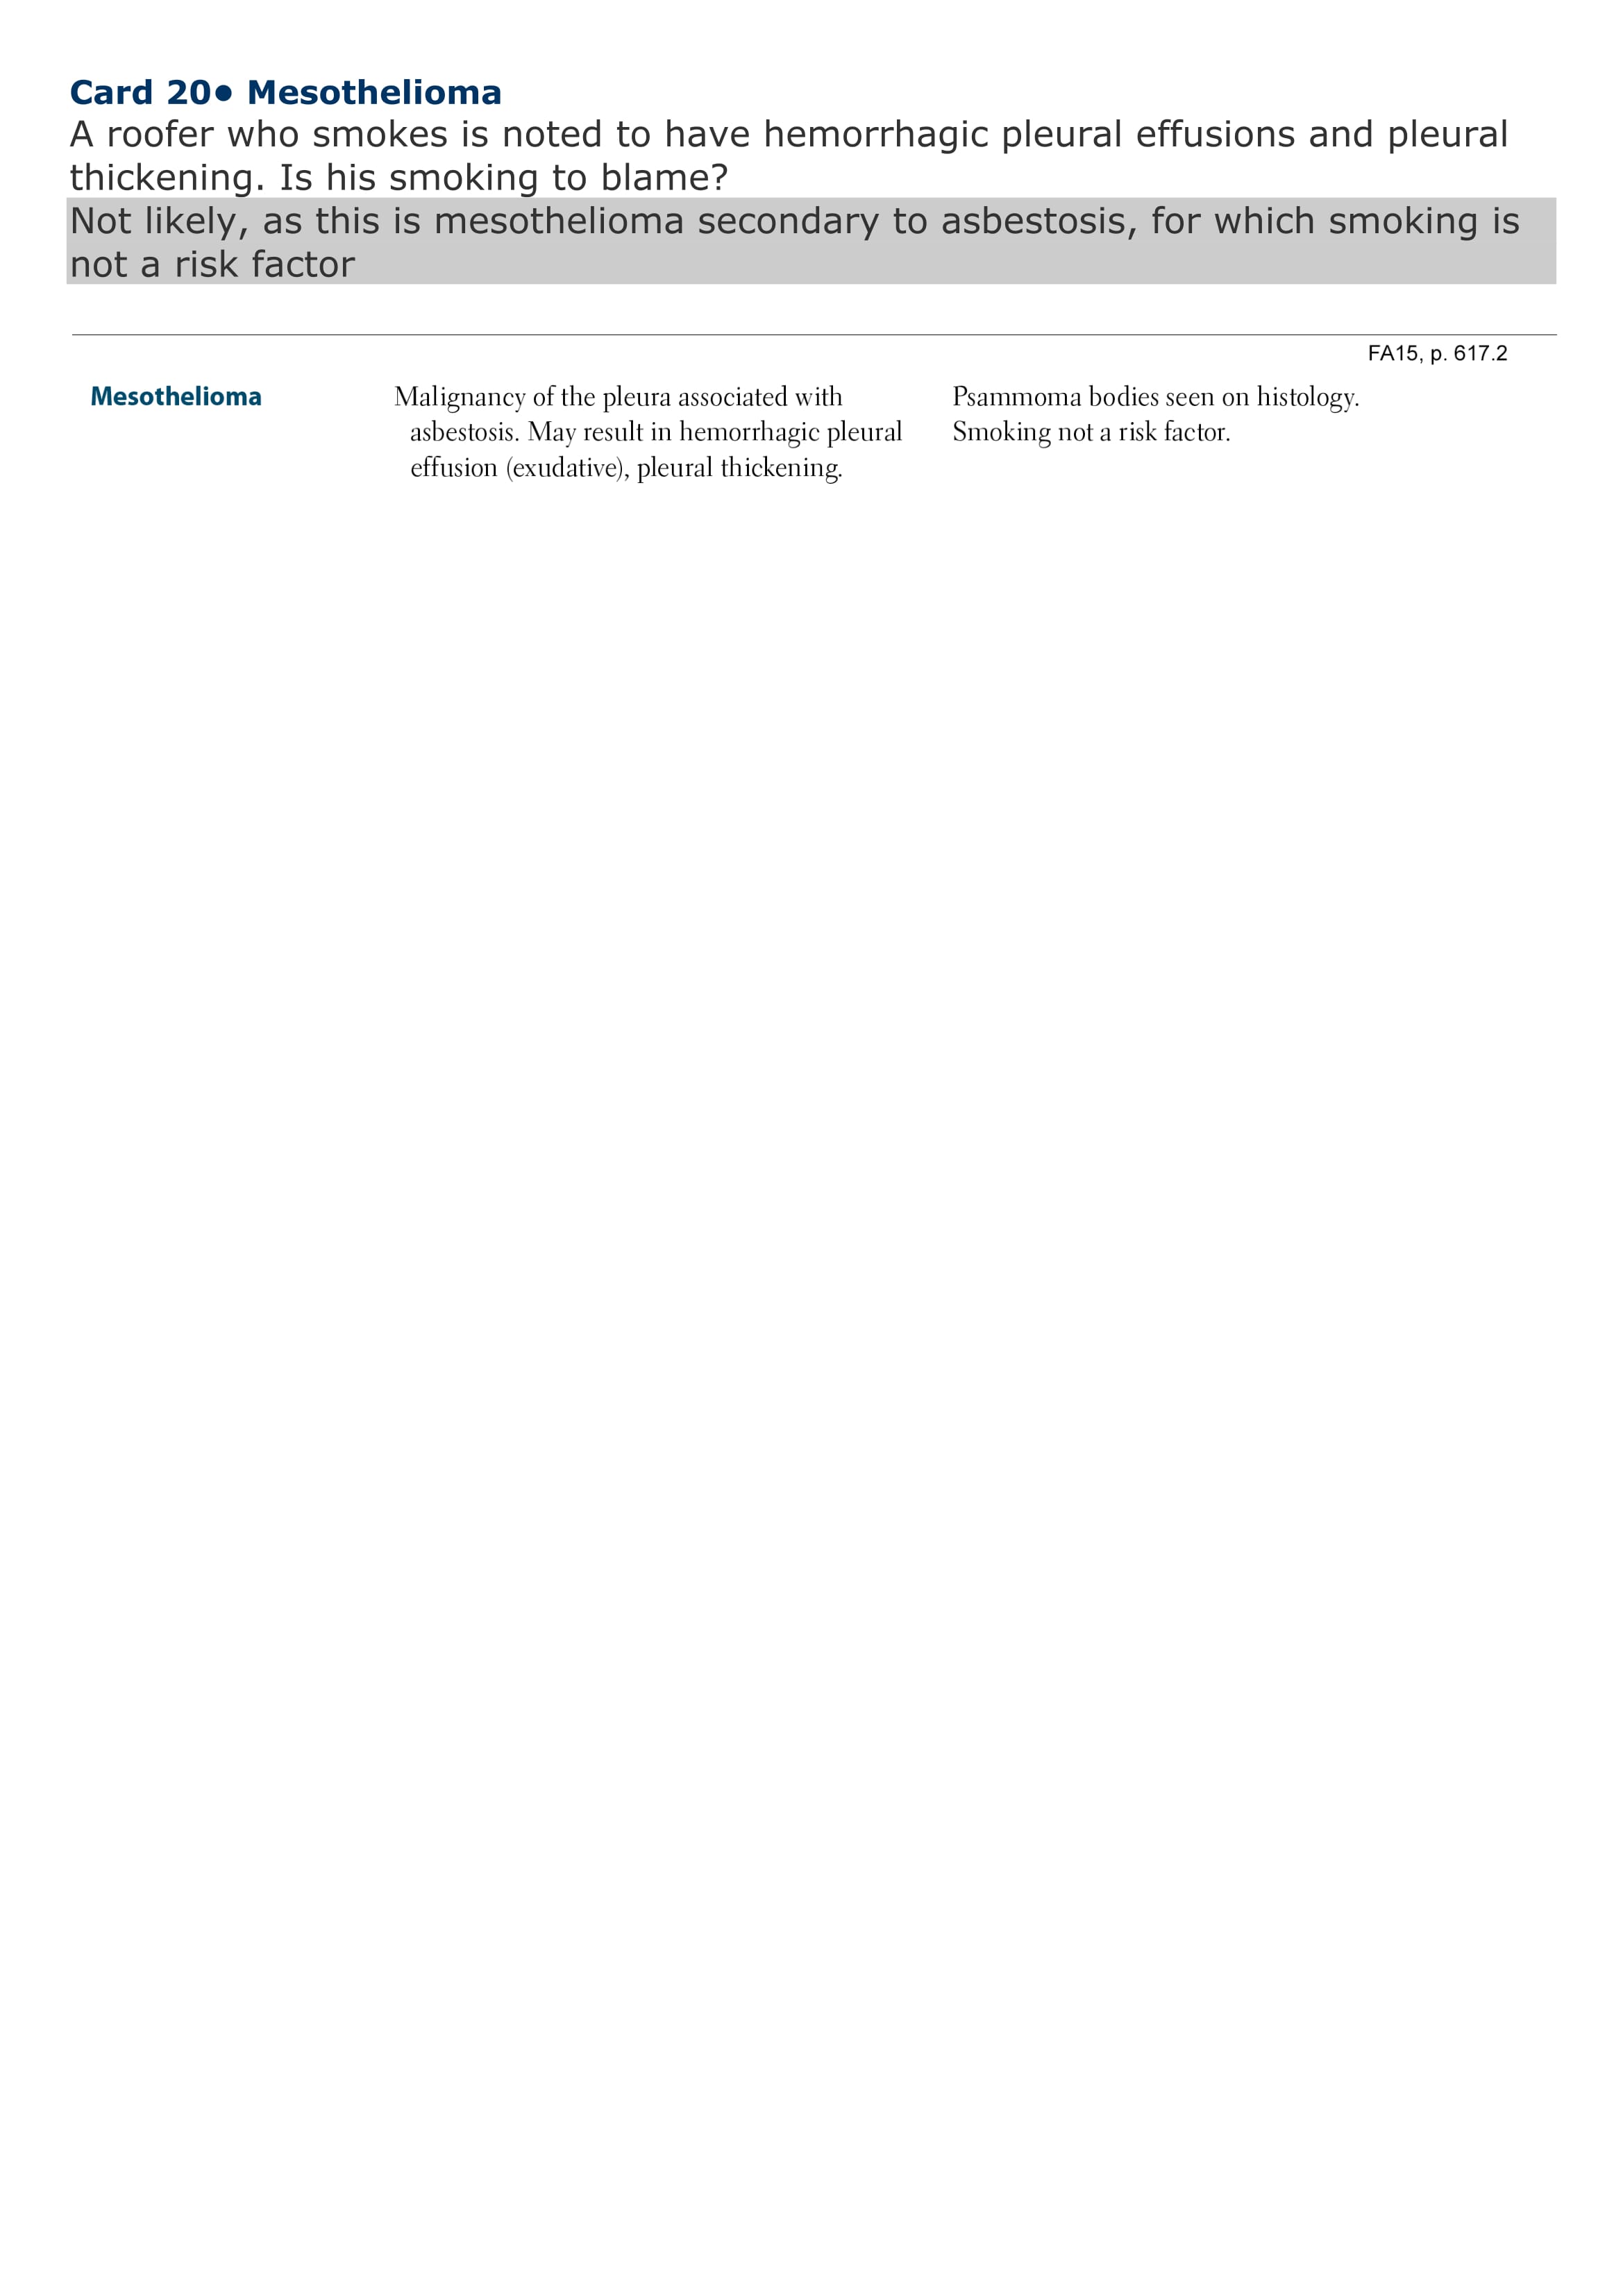 Card 20● Mesothelioma
A roofer who smokes is noted to have hemorrhagic pleural effusions and pleural
thickening. Is his smoking to blame?
Not likely, as this is mesothelioma secondary to asbestosis, for which smoking is
not a risk factor
FA15, p. 617.2
Mesothelioma
Malignancy of the pleura associated with
asbestosis. May result in hemorrhagic pleural
effusion (exudative), pleural thickening.
Psammoma bodies seen on histology.
Smoking not a risk factor.